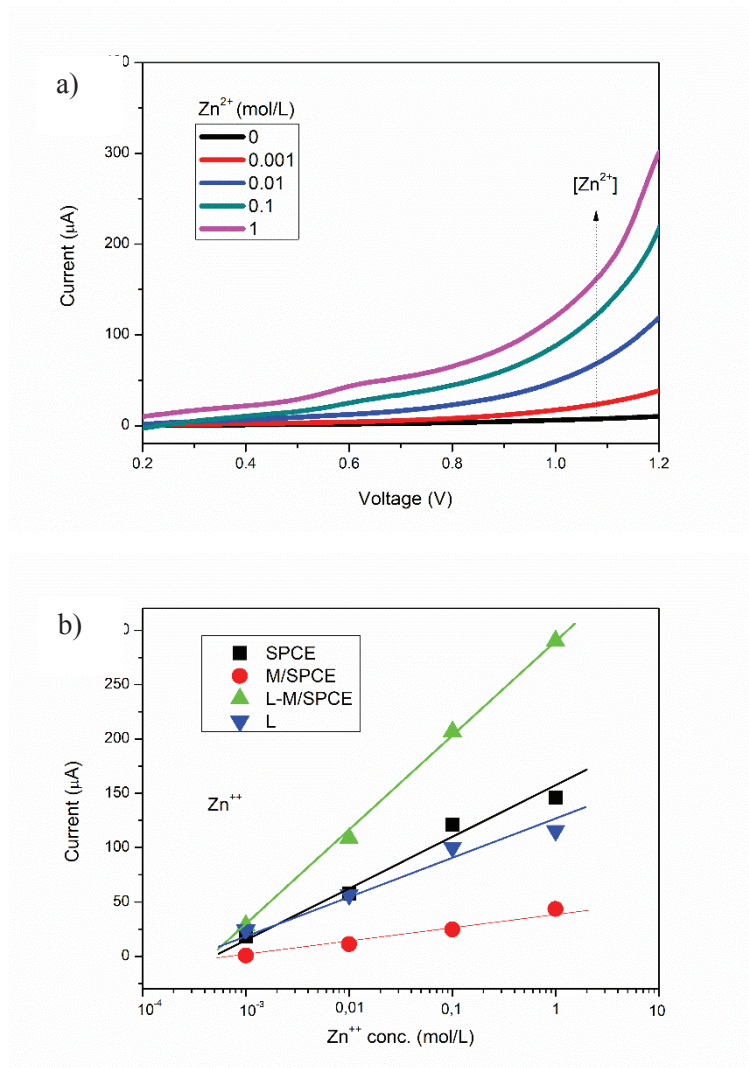 a)
Zn²⁺ (mol/L)
0
0.001
0.01
0.1
1
[Zn²⁺]
300
200
100
0
Current (μA)
0.2 0.4 0.6 0.8 1.0 1.2
Voltage (V)
b)
SPCE
M/SPCE
L-M/SPCE
L
Zn⁺⁺
250
200
150
100
50
0
Current (μA)
10⁻⁴ 10⁻³ 0,01 0,1 1 10
Zn⁺⁺ conc. (mol/L)